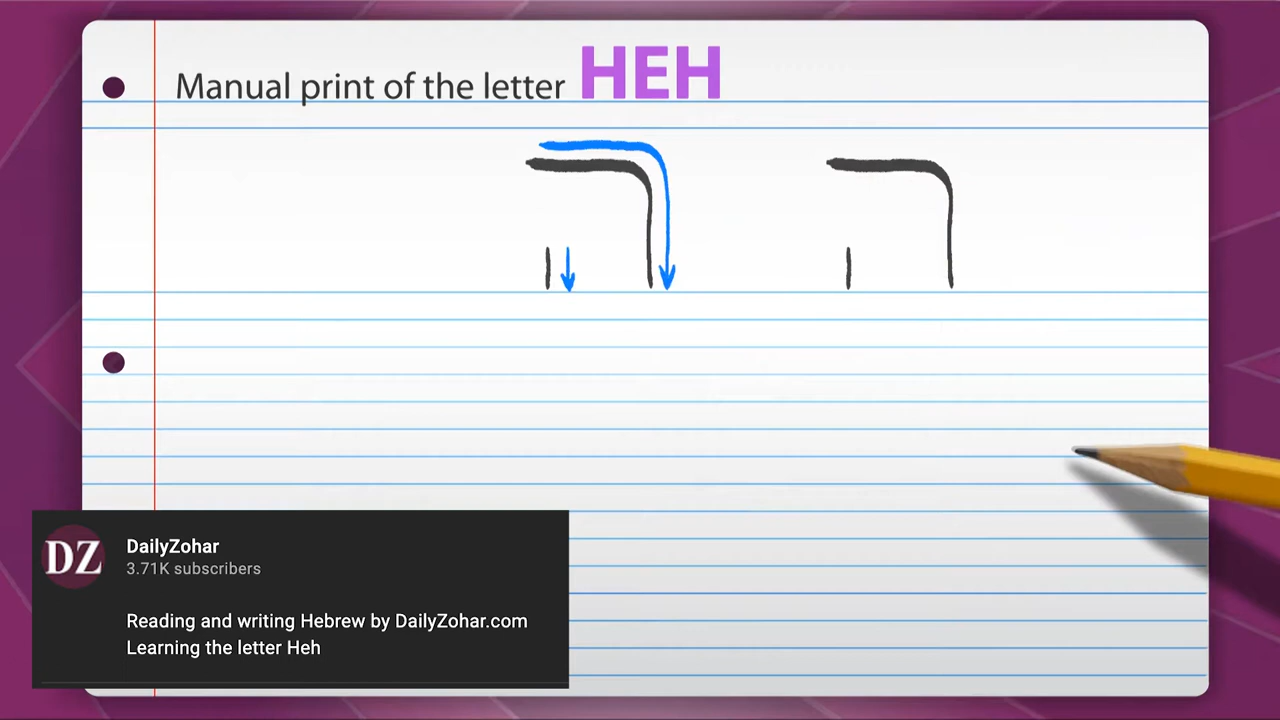 Manual print of the letter HEH
ה ה
DZ
DailyZohar
3.71K subscribers
Reading and writing Hebrew by DailyZohar.com
Learning the letter Heh